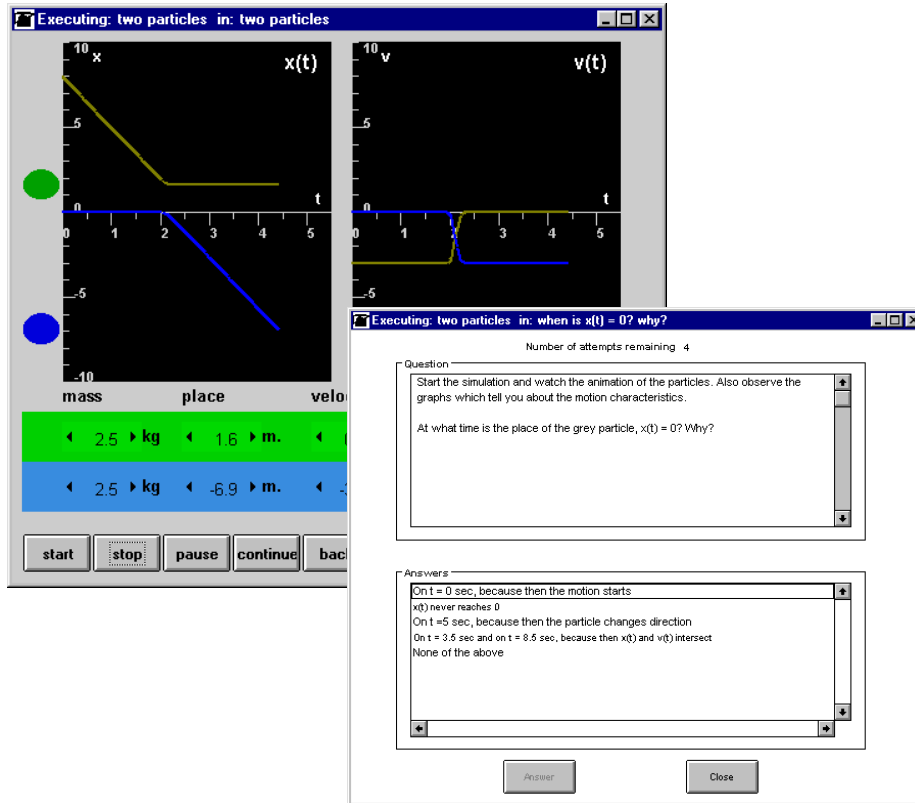 Executing: two particles in: two particles
10 x
x(t)
5
0
t
0 1 2 3 4 5
-5
-10
10 v
v(t)
5
0
t
0 1 2 3 4 5
-5
mass place velo
2.5 kg 1.6 m.
2.5 kg -6.9 m.
start stop pause continue bac
Executing: two particles in: when is x(t) = 0? why?
Number of attempts remaining 4
Question
Start the simulation and watch the animation of the particles. Also observe the
graphs which tell you about the motion characteristics.
At what time is the place of the grey particle, x(t) = 0? Why?
Answers
On t = 0 sec, because then the motion starts
x(t) never reaches 0
On t =5 sec, because then the particle changes direction
On t = 3.5 sec and on t = 8.5 sec, because then x(t) and v(t) intersect
None of the above
Answer Close